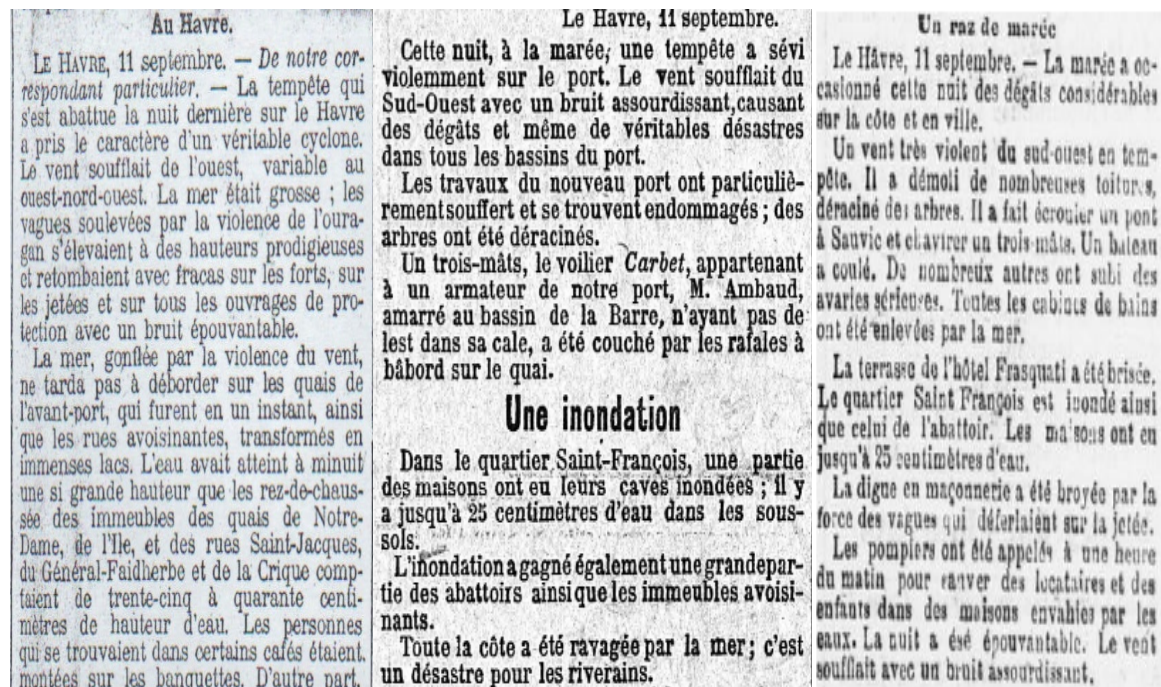 Au Havre.
LE HAVRE, 11 septembre. — De notre cor-
respondant particulier. — La tempête qui
s'est abattue la nuit dernière sur le Havre
a pris le caractère d'un véritable cyclone.
Le vent soufflait de l'ouest, variable au
ouest-nord-ouest. La mer était grosse ; les
vagues soulevées par la violence de l'oura-
gan s'élevaient à des hauteurs prodigieuses
et retombaient avec fracas sur les forts, sur
les jetées et sur tous les ouvrages de pro-
tection avec un bruit épouvantable.
La mer, gonflée par la violence du vent,
ne tarda pas à déborder sur les quais de
l'avant-port, qui furent en un instant, ainsi
que les rues avoisinantes, transformés en
immenses lacs. L'eau avait atteint à minuit
une si grande hauteur que les rez-de-chaus-
sée des immeubles des quais de Notre-
Dame, de l'Ile, et des rues Saint-Jacques,
du Général-Faidherbe et de la Crique comp-
taient de trente-cinq à quarante centi-
mètres de hauteur d'eau. Les personnes
qui se trouvaient dans certains cafés étaient
montées sur les banquettes. D'autre part,
Le Havre, 11 septembre.
Cette nuit, à la marée, une tempête a sévi
violemment sur le port. Le vent soufflait du
Sud-Ouest avec un bruit assourdissant, causant
des dégâts et même de véritables désastres
dans tous les bassins du port.
Les travaux du nouveau port ont particuliè-
rement souffert et se trouvent endommagés ; des
arbres ont été déracinés.
Un trois-mâts, le voilier Carbet, appartenant
à un armateur de notre port, M. Ambaud,
amarré au bassin de la Barre, n'ayant pas de
lest dans sa cale, a été couché par les rafales à
bâbord sur le quai.
Une inondation
Dans le quartier Saint-François, une partie
des maisons ont eu leurs caves inondées ; il y
a jusqu'à 25 centimètres d'eau dans les sous-
sols.
L'inondation a gagné également une grande par-
tie des abattoirs ainsi que les immeubles avoisi-
nants.
Toute la côte a été ravagée par la mer ; c'est
un désastre pour les riverains.
Un raz de marée
Le Hâvre, 11 septembre. — La marée a oc-
casionné cette nuit des dégâts considérables
sur la côte et en ville.
Un vent très violent du sud-ouest en tem-
pête. Il a démoli de nombreuses toitures,
déraciné des arbres. Il a fait écrouler un pont
à Sauvic et chavirer un trois-mâts. Un bateau
a coulé. De nombreux autres ont subi des
avaries sérieuses. Toutes les cabines de bains
ont été enlevées par la mer.
La terrasse de l'hôtel Frasquati a été brisée.
Le quartier Saint François est inondé ainsi
que celui de l'abattoir. Les maisons ont eu
jusqu'à 25 centimètres d'eau.
La digue en maçonnerie a été broyée par la
force des vagues qui déferlaient sur la jetée.
Les pompiers ont été appelés à une heure
du matin pour sauver des locataires et des
enfants dans des maisons envahies par les
eaux. La nuit a été épouvantable. Le vent
soufflait avec un bruit assourdissant.